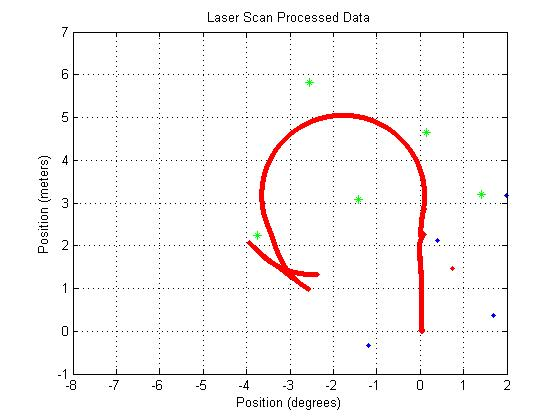 Laser Scan Processed Data
7
6
5
4
3
2
1
0
-1
Position (meters)
-8 -7 -6 -5 -4 -3 -2 -1 0 1 2
Position (degrees)